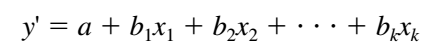 y' = a + b₁x₁ + b₂x₂ + · · · + bₖxₖ